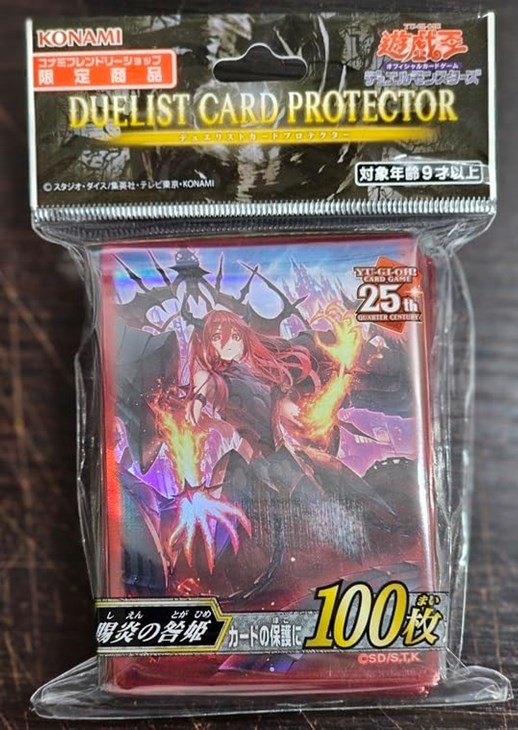 KONAMI
コナミフレンドリーショップ
限定商品
YU-GI-OH!
遊戯王
オフィシャルカードゲーム
デュエルモンスターズ
DUELIST CARD PROTECTOR
デュエリストカードプロテクター
©スタジオ・ダイス/集英社・テレビ東京・KONAMI
対象年齢9才以上
YU-GI-OH!
CARD GAME
25th
QUARTER CENTURY
しえん とがひめ
賜炎の咎姫
カードの保護に
ほご
100枚
まい
©SD/S.T.K